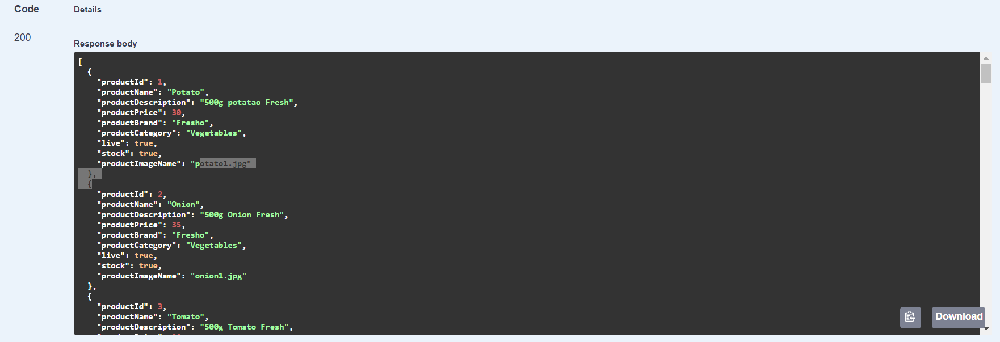 Code Details
200
Response body
[
{
"productId": 1,
"productName": "Potato",
"productDescription": "500g potatao Fresh",
"productPrice": 30,
"productBrand": "Fresho",
"productCategory": "Vegetables",
"live": true,
"stock": true,
"productImageName": "potato1.jpg"
},
{
"productId": 2,
"productName": "Onion",
"productDescription": "500g Onion Fresh",
"productPrice": 35,
"productBrand": "Fresho",
"productCategory": "Vegetables",
"live": true,
"stock": true,
"productImageName": "onion1.jpg"
},
{
"productId": 3,
"productName": "Tomato",
"productDescription": "500g Tomato Fresh",
Download